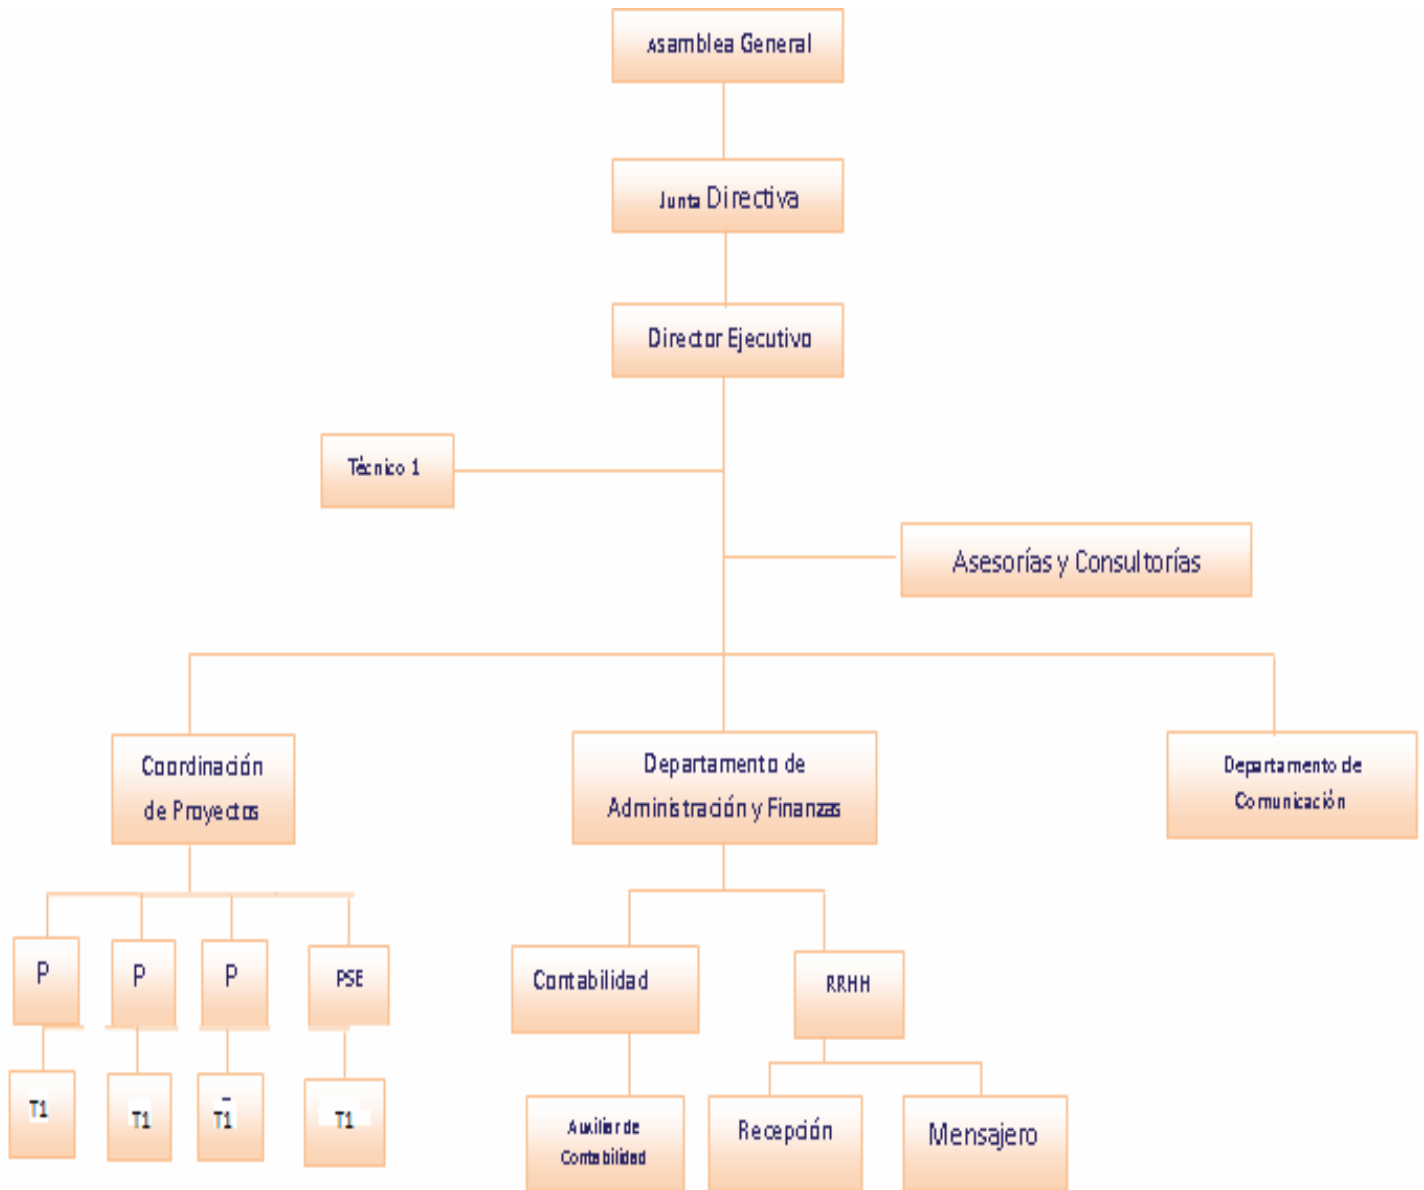 Asamblea General
Junta Directiva
Director Ejecutivo
Técnico 1
Asesorías y Consultorías
Coordinación
de Proyectos
Departamento de
Administración y Finanzas
Departamento de
Comunicación
P
P
P
PSE
Contabilidad
RRHH
T1
T1
T1
T1
Auxiliar de
Contabilidad
Recepción
Mensajero